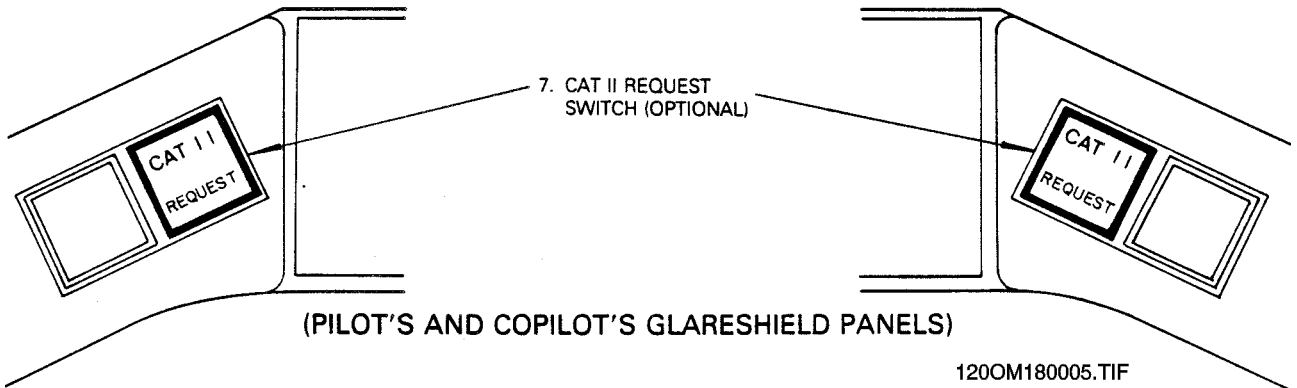 7. CAT II REQUEST
SWITCH (OPTIONAL)
CAT II
REQUEST
CAT II
REQUEST
(PILOT'S AND COPILOT'S GLARESHIELD PANELS)
120OM180005.TIF